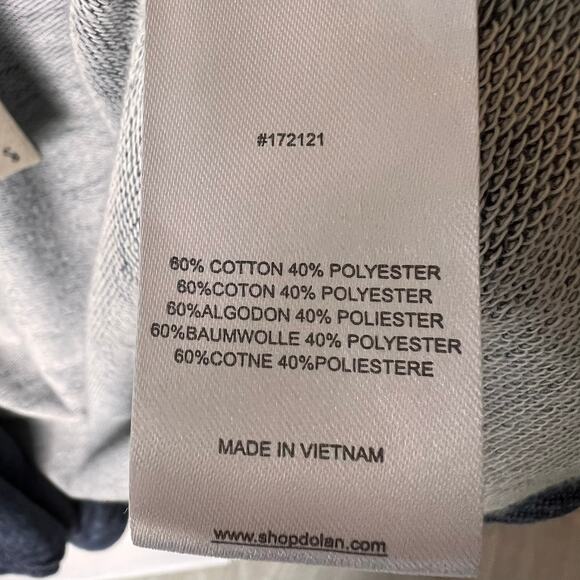 #172121
60% COTTON 40% POLYESTER
60%COTON 40% POLYESTER
60%ALGODON 40% POLIESTER
60%BAUMWOLLE 40% POLYESTER
60%COTNE 40%POLIESTERE
MADE IN VIETNAM
www.shopdolan.com